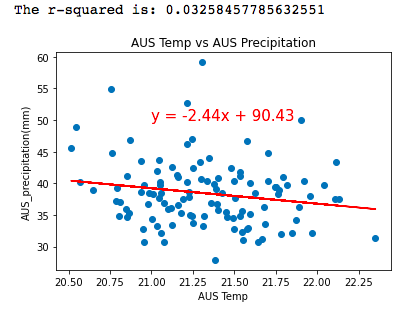 The r-squared is: 0.03258457785632551
AUS Temp vs AUS Precipitation
60
55
50
45
40
35
30
AUS_precipitation(mm)
y = -2.44x + 90.43
20.50 20.75 21.00 21.25 21.50 21.75 22.00 22.25
AUS Temp